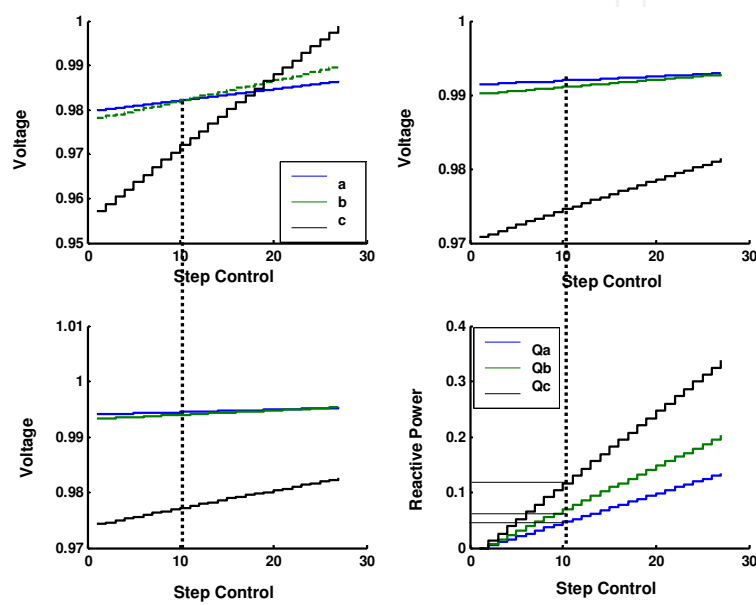 1
0.99
0.98
0.97
0.96
0.95
0
10
20
30
Voltage
Step Control
a
b
c
1
0.99
0.98
0.97
0
10
20
30
Voltage
Step Control
1.01
1
0.99
0.98
0.97
0
10
20
30
Voltage
Step Control
0.4
0.3
0.2
0.1
0
0
10
20
30
Reactive Power
Step Control
Qa
Qb
Qc